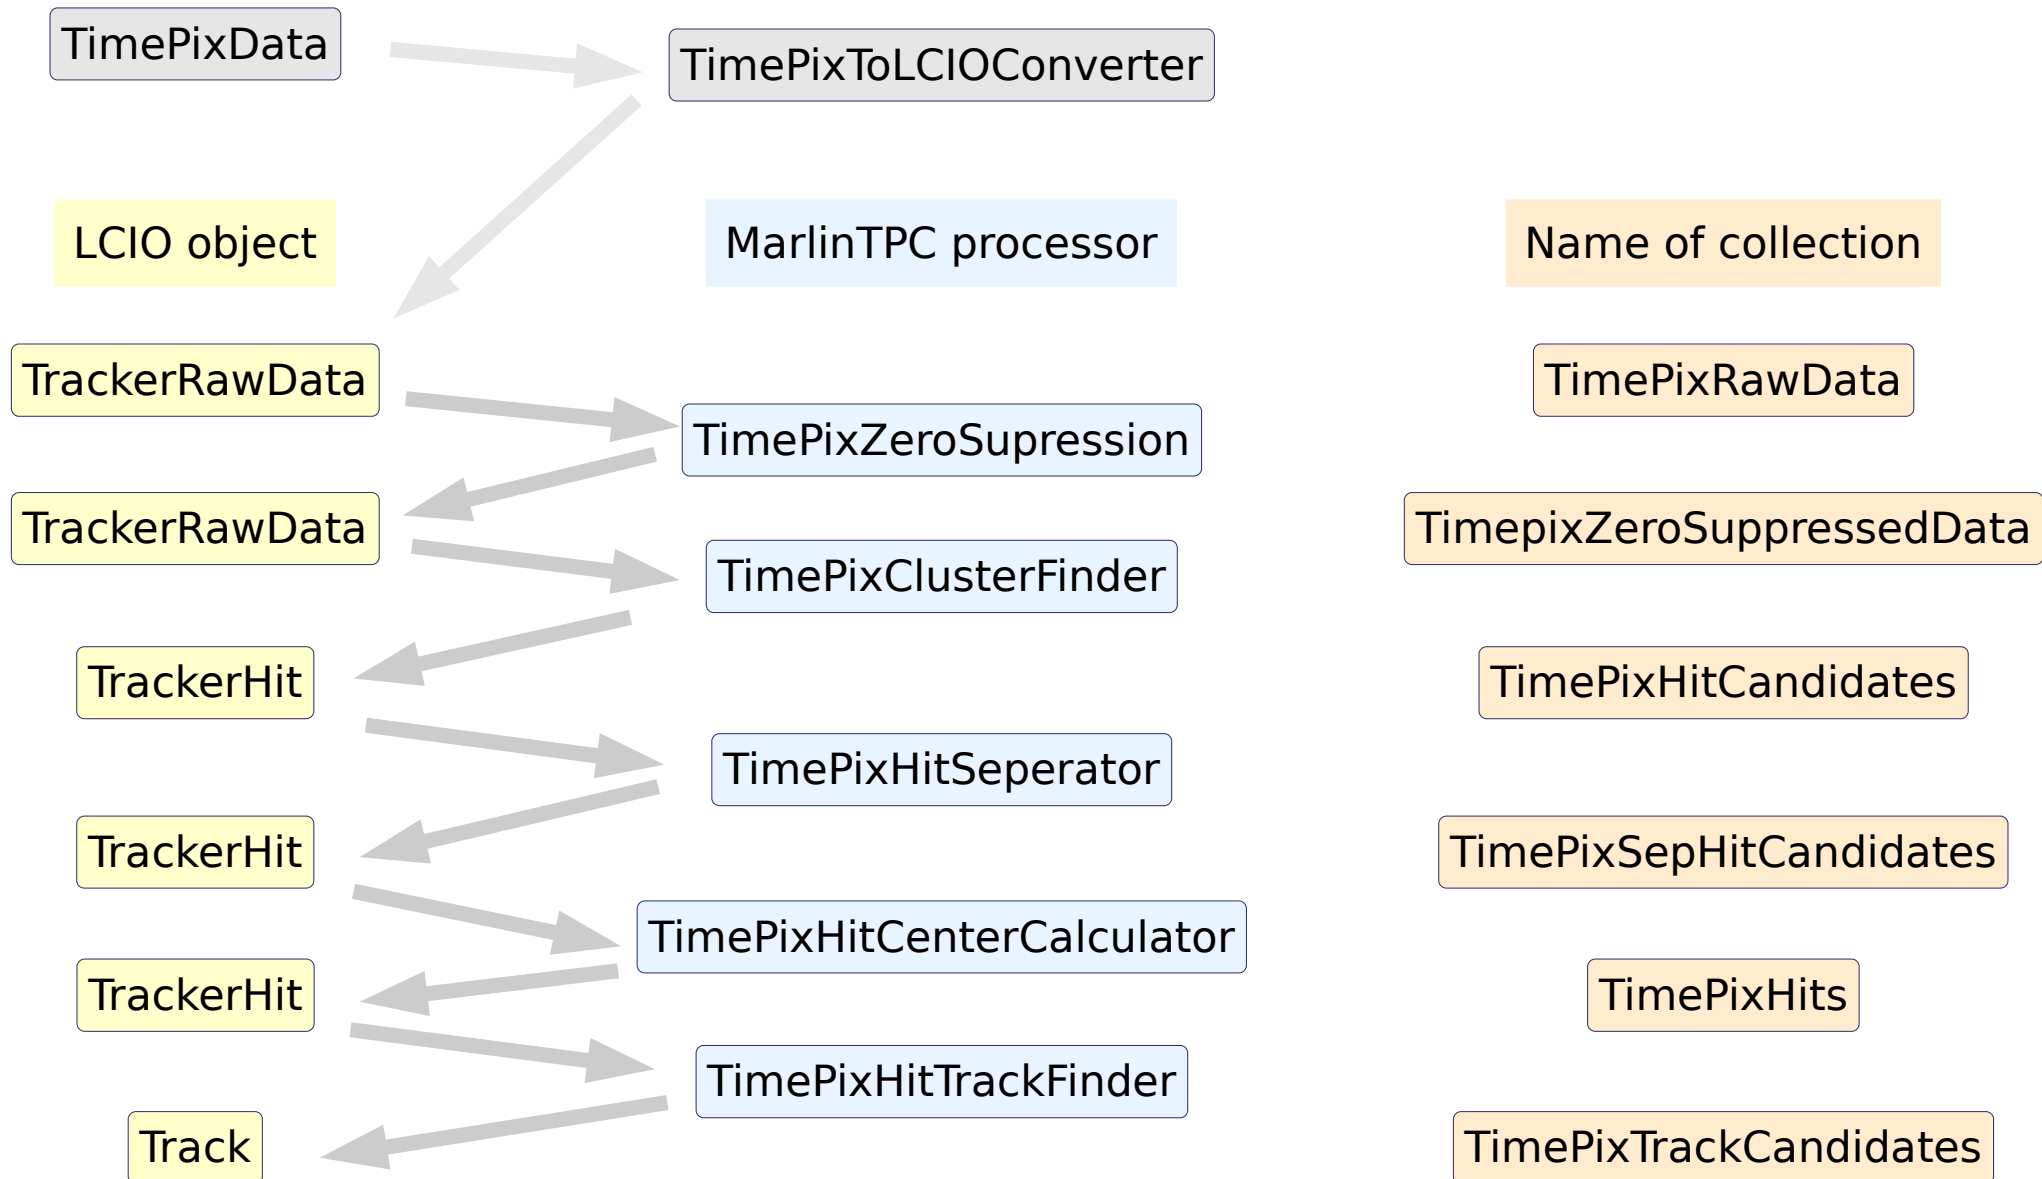 TimePixData
TimePixToLCIOConverter
LCIO object
MarlinTPC processor
Name of collection
TrackerRawData
TimePixRawData
TimePixZeroSupression
TrackerRawData
TimepixZeroSuppressedData
TimePixClusterFinder
TrackerHit
TimePixHitCandidates
TimePixHitSeperator
TrackerHit
TimePixSepHitCandidates
TimePixHitCenterCalculator
TrackerHit
TimePixHits
TimePixHitTrackFinder
Track
TimePixTrackCandidates